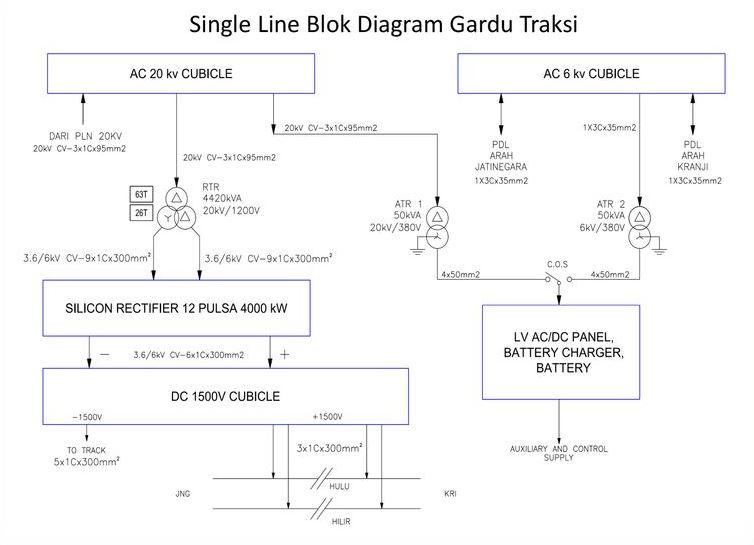 Single Line Blok Diagram Gardu Traksi
AC 20 kv CUBICLE
AC 6 kv CUBICLE
DARI PLN 20KV
20kV CV-3x1Cx95mm2
20kV CV-3x1Cx95mm2
20kV CV-3x1Cx95mm2
1X3Cx35mm2
PDL
ARAH
JATINEGARA
1X3Cx35mm2
PDL
ARAH
KRANJI
1X3Cx35mm2
63T
26T
RTR
4420kVA
20kV/1200V
ATR 1
50kVA
20kV/380V
ATR 2
50kVA
6kV/380V
3.6/6kV CV-9x1Cx300mm²
3.6/6kV CV-9x1Cx300mm²
4x50mm2
C.O.S
4x50mm2
SILICON RECTIFIER 12 PULSA 4000 kW
LV AC/DC PANEL,
BATTERY CHARGER,
BATTERY
− 3.6/6kV CV-6x1Cx300mm2 +
DC 1500V CUBICLE
-1500V
+1500V
TO TRACK
5x1Cx300mm²
3x1Cx300mm²
AUXILIARY AND CONTROL
SUPPLY
JNG
HULU
KRI
HILIR